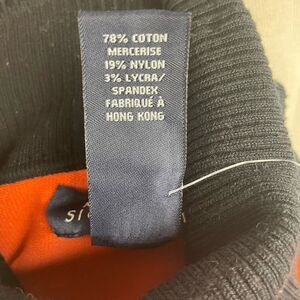 78% COTON
MERCERISE
19% NYLON
3% LYCRA/
SPANDEX
FABRIQUÉ À
HONG KONG